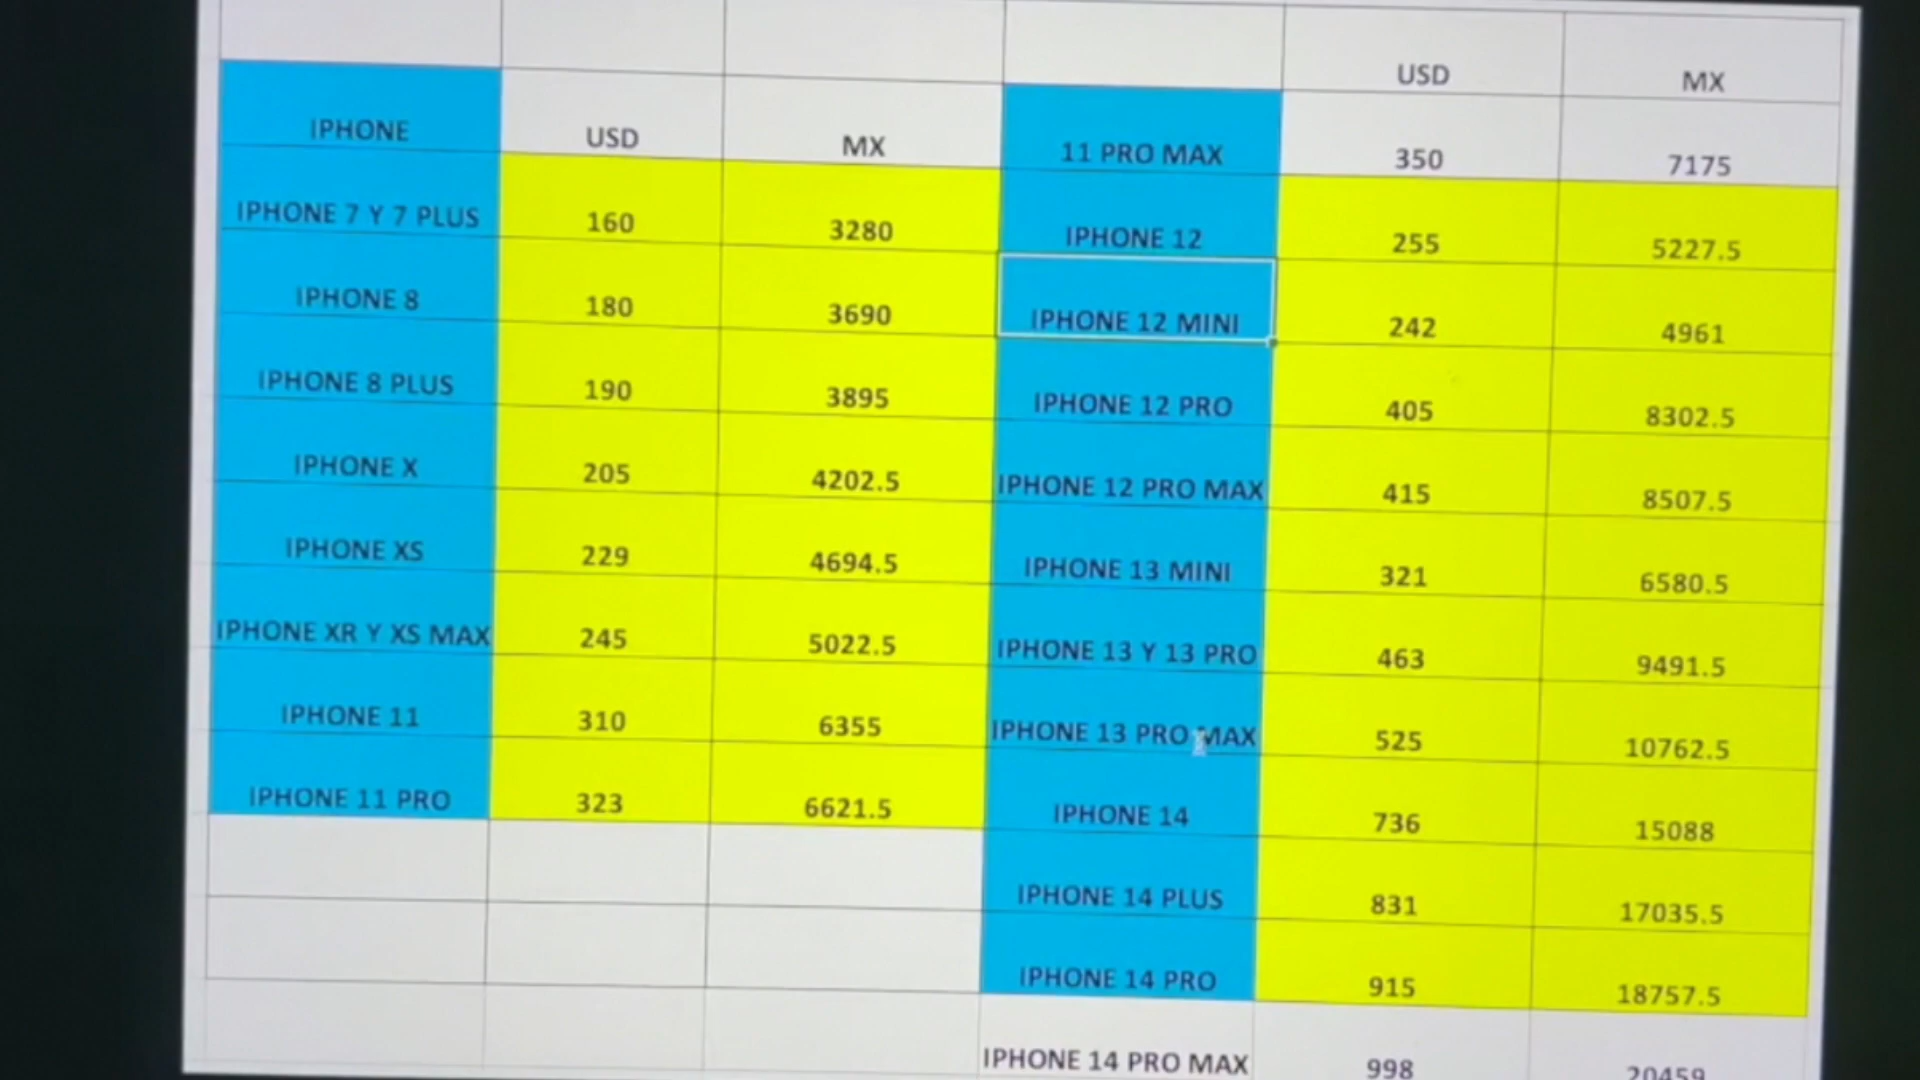 USD MX
IPHONE USD MX 11 PRO MAX 350 7175
IPHONE 7 Y 7 PLUS 160 3280 IPHONE 12 255 5227.5
IPHONE 8 180 3690 IPHONE 12 MINI 242 4961
IPHONE 8 PLUS 190 3895 IPHONE 12 PRO 405 8302.5
IPHONE X 205 4202.5 IPHONE 12 PRO MAX 415 8507.5
IPHONE XS 229 4694.5 IPHONE 13 MINI 321 6580.5
IPHONE XR Y XS MAX 245 5022.5 IPHONE 13 Y 13 PRO 463 9491.5
IPHONE 11 310 6355 IPHONE 13 PRO MAX 525 10762.5
IPHONE 11 PRO 323 6621.5 IPHONE 14 736 15088
IPHONE 14 PLUS 831 17035.5
IPHONE 14 PRO 915 18757.5
IPHONE 14 PRO MAX 998 20459